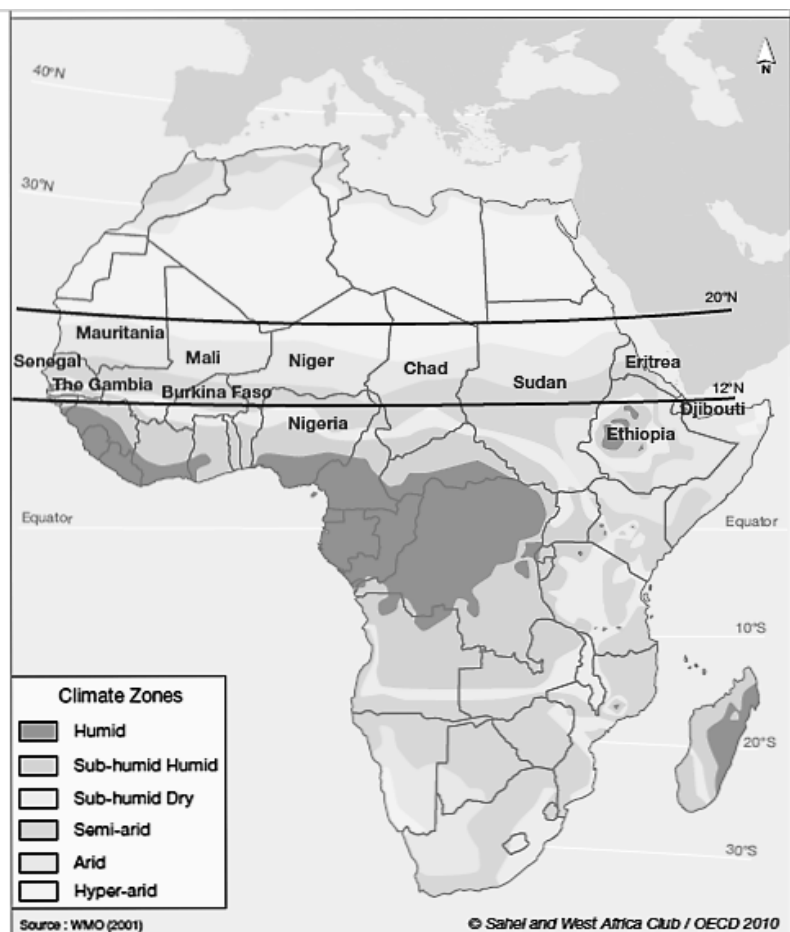 N
40°N
30°N
20°N
Mauritania
Mali
Niger
Chad
Sudan
Eritrea
Senegal
The Gambia
Burkina Faso
12°N
Djibouti
Nigeria
Ethiopia
Equator
Equator
10°S
20°S
30°S
Climate Zones
Humid
Sub-humid Humid
Sub-humid Dry
Semi-arid
Arid
Hyper-arid
Source : WMO (2001)
© Sahel and West Africa Club / OECD 2010